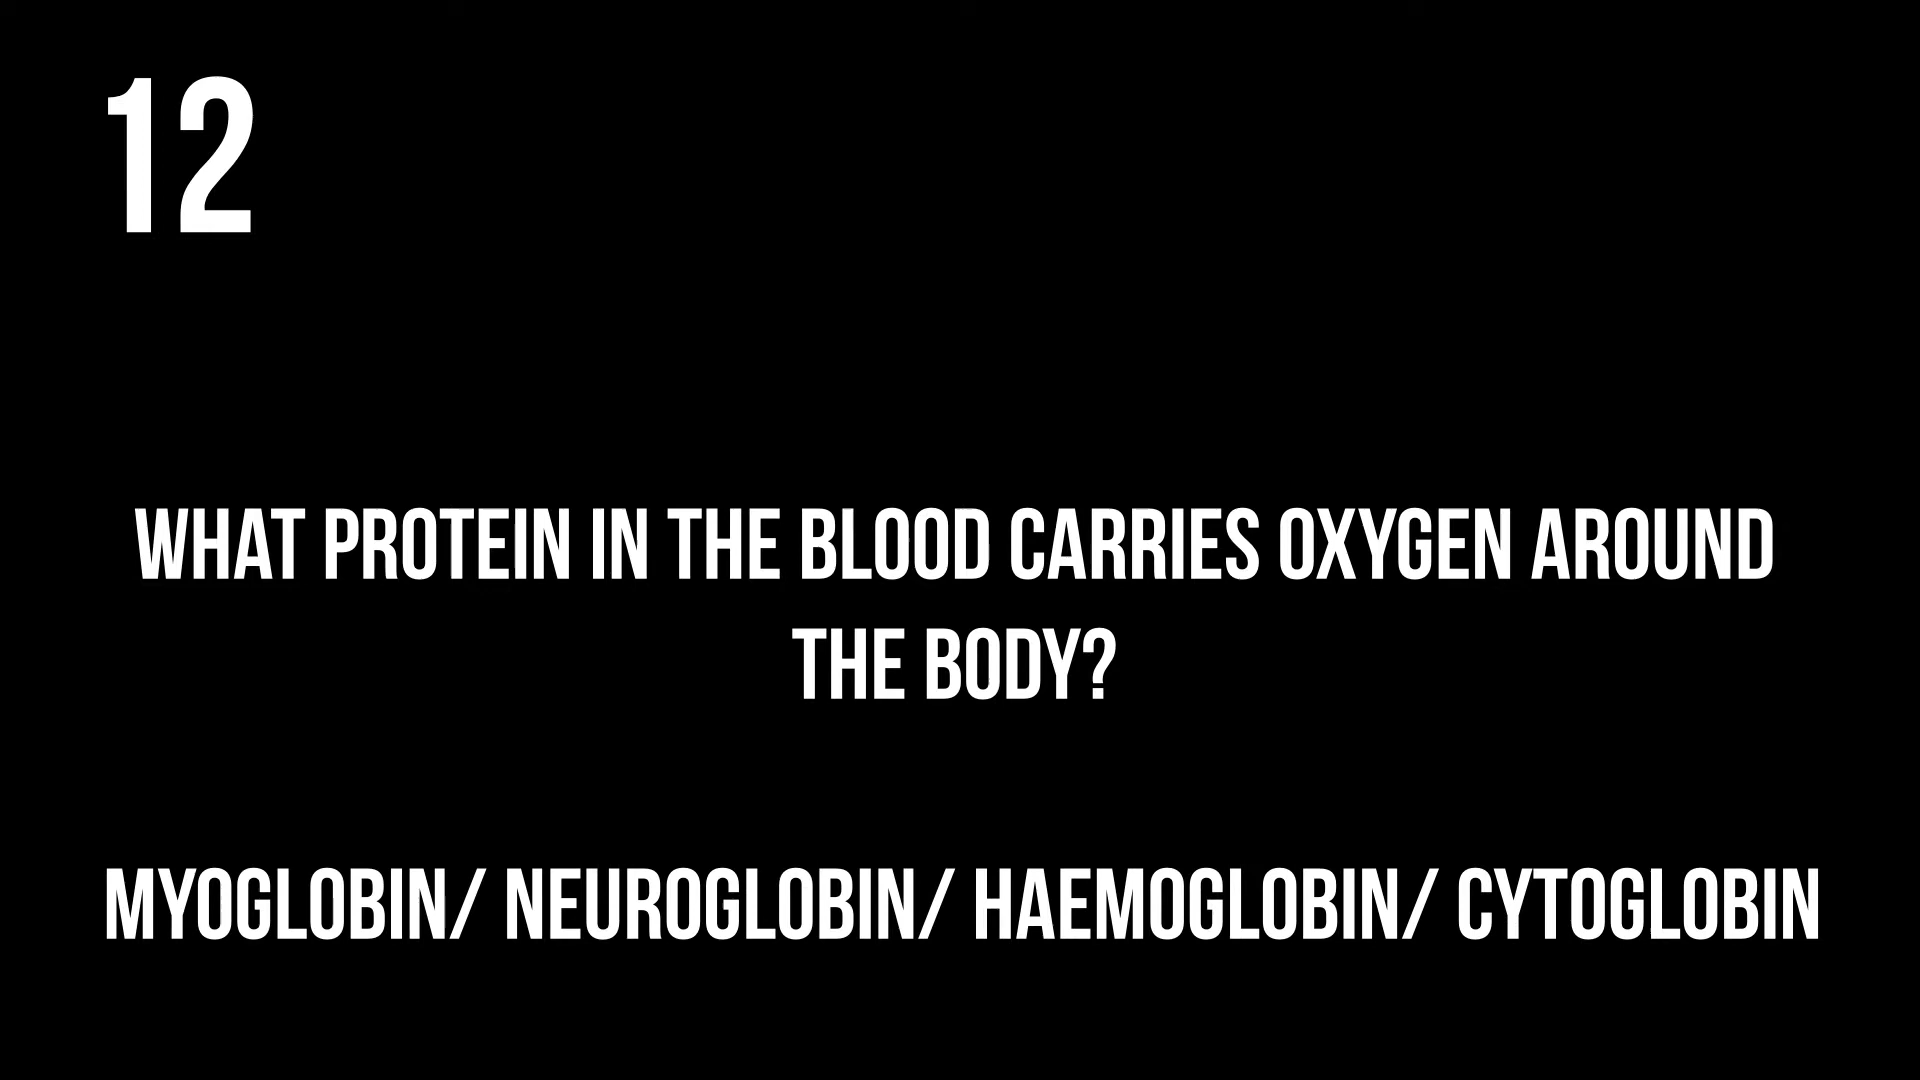 12
WHAT PROTEIN IN THE BLOOD CARRIES OXYGEN AROUND
THE BODY?
MYOGLOBIN/ NEUROGLOBIN/ HAEMOGLOBIN/ CYTOGLOBIN